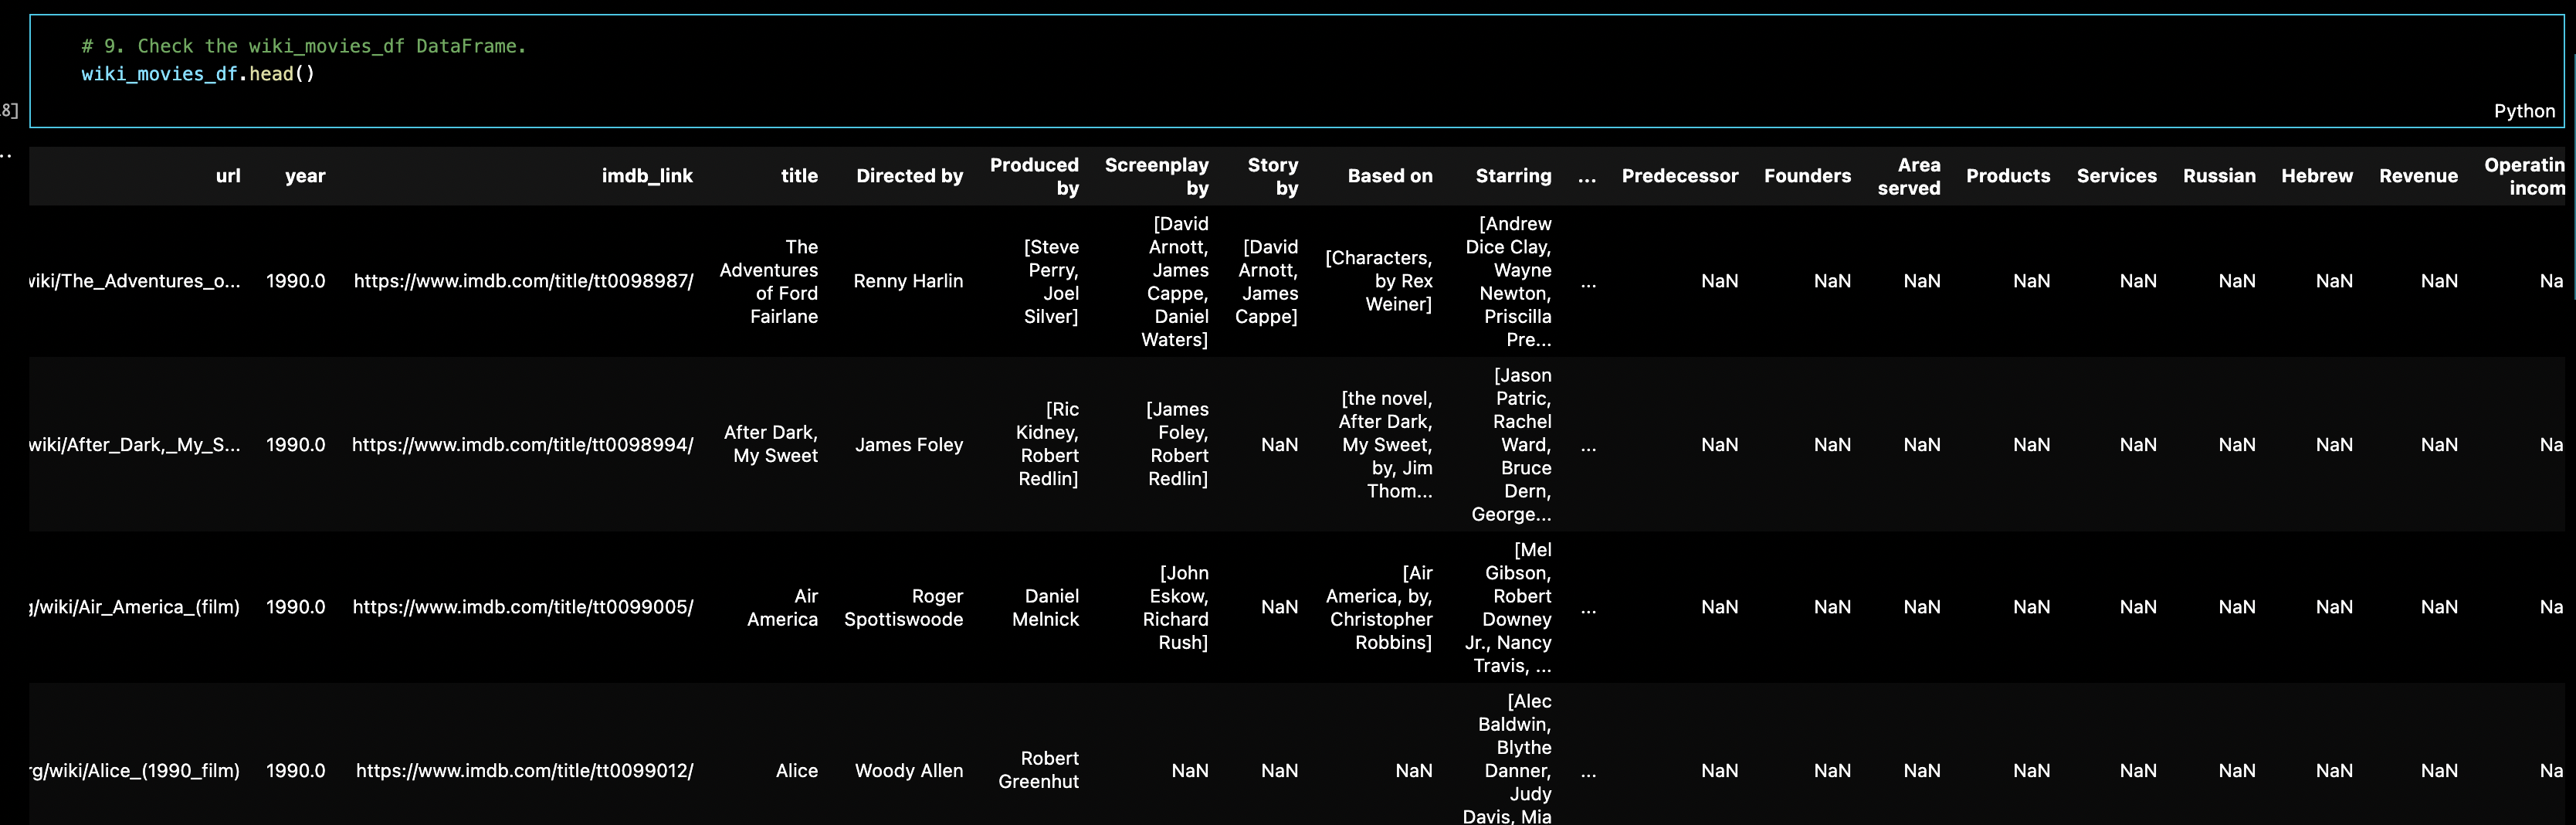 # 9. Check the wiki_movies_df DataFrame.
wiki_movies_df.head()
8]
Python
..
url year imdb_link title Directed by Produced by Screenplay by Story by Based on Starring ... Predecessor Founders Area served Products Services Russian Hebrew Revenue Operatin incom
wiki/The_Adventures_o... 1990.0 https://www.imdb.com/title/tt0098987/ The Adventures of Ford Fairlane Renny Harlin [Steve Perry, Joel Silver] [David Arnott, James Cappe, Daniel Waters] [David Arnott, James Cappe] [Characters, by Rex Weiner] [Andrew Dice Clay, Wayne Newton, Priscilla Pre... ... NaN NaN NaN NaN NaN NaN NaN NaN Na
wiki/After_Dark,_My_S... 1990.0 https://www.imdb.com/title/tt0098994/ After Dark, My Sweet James Foley [Ric Kidney, Robert Redlin] [James Foley, Robert Redlin] NaN [the novel, After Dark, My Sweet, by, Jim Thom... [Jason Patric, Rachel Ward, Bruce Dern, George... ... NaN NaN NaN NaN NaN NaN NaN NaN Na
/wiki/Air_America_(film) 1990.0 https://www.imdb.com/title/tt0099005/ Air America Roger Spottiswoode Daniel Melnick [John Eskow, Richard Rush] NaN [Air America, by, Christopher Robbins] [Mel Gibson, Robert Downey Jr., Nancy Travis, ... ... NaN NaN NaN NaN NaN NaN NaN NaN Na
rg/wiki/Alice_(1990_film) 1990.0 https://www.imdb.com/title/tt0099012/ Alice Woody Allen Robert Greenhut NaN NaN NaN [Alec Baldwin, Blythe Danner, Judy Davis, Mia ... NaN NaN NaN NaN NaN NaN NaN NaN Na